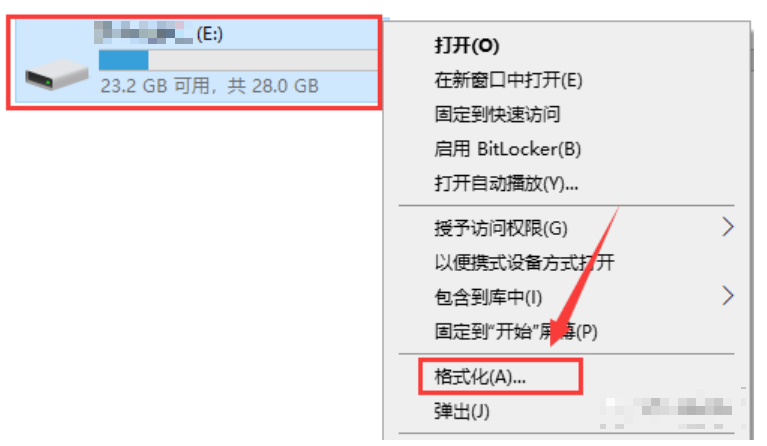 (E:)
23.2 GB 可用，共 28.0 GB
打开(O)
在新窗口中打开(E)
固定到快速访问
启用 BitLocker(B)
打开自动播放(Y)...
授予访问权限(G)
以便携式设备方式打开
包含到库中(I)
固定到"开始"屏幕(P)
格式化(A)...
弹出(J)